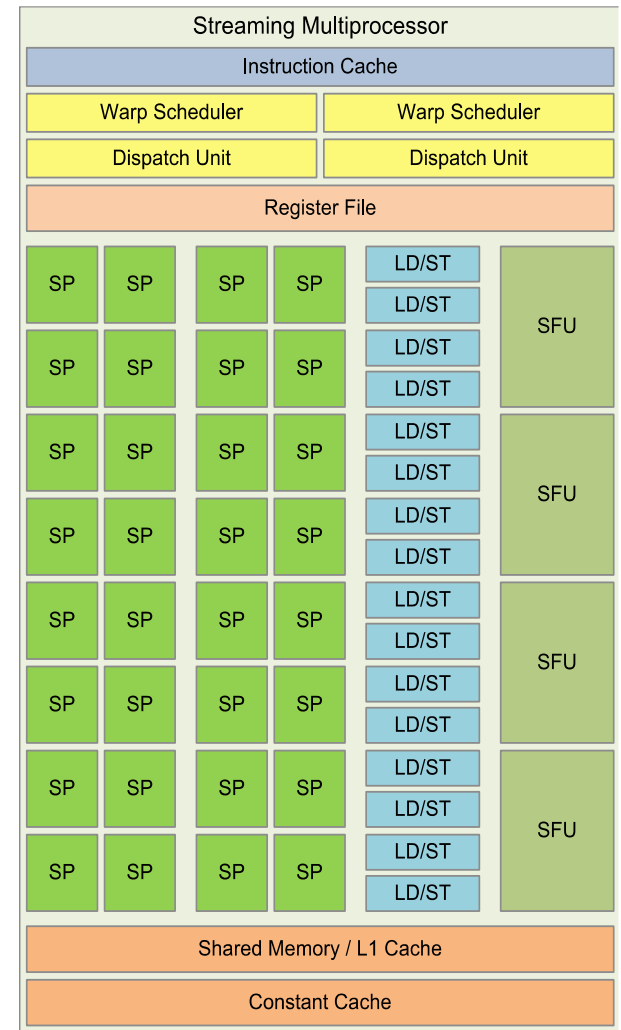 Streaming Multiprocessor
Instruction Cache
Warp Scheduler Warp Scheduler
Dispatch Unit Dispatch Unit
Register File
SP SP SP SP LD/ST SFU
LD/ST
SP SP SP SP LD/ST
LD/ST
SP SP SP SP LD/ST SFU
LD/ST
SP SP SP SP LD/ST
LD/ST
SP SP SP SP LD/ST SFU
LD/ST
SP SP SP SP LD/ST
LD/ST
SP SP SP SP LD/ST SFU
LD/ST
SP SP SP SP LD/ST
LD/ST
Shared Memory / L1 Cache
Constant Cache